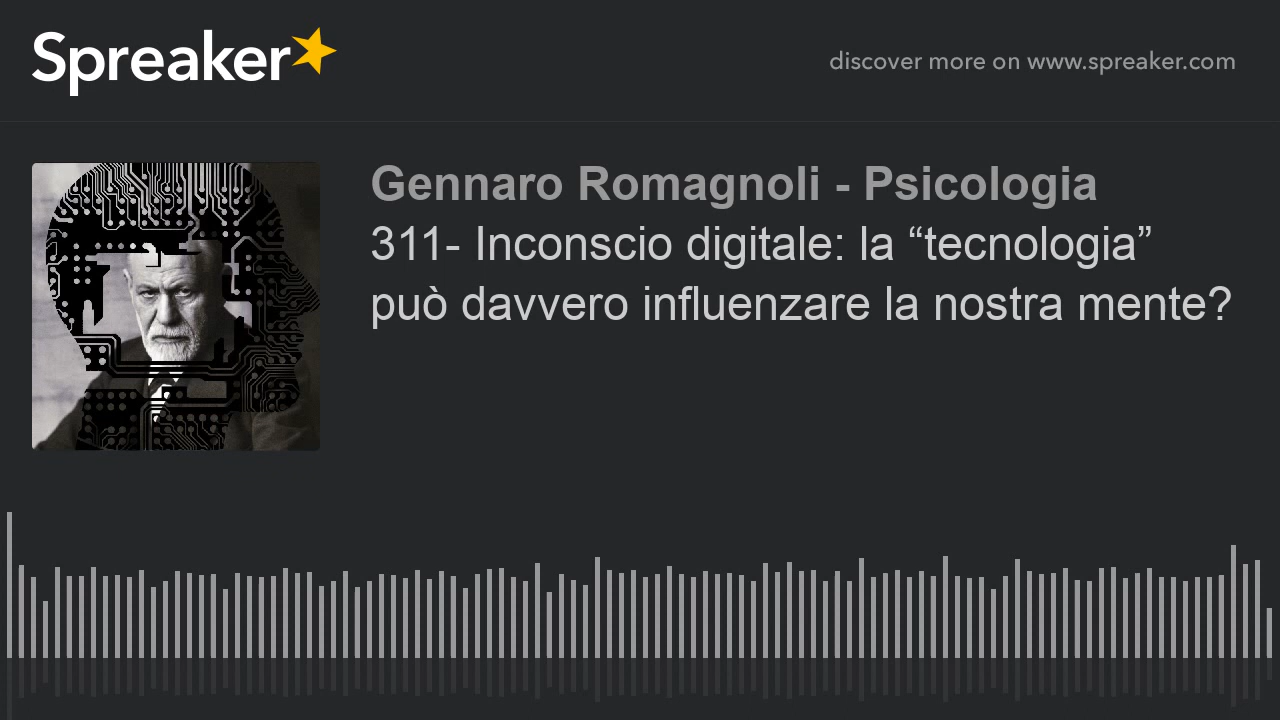 Spreaker
discover more on www.spreaker.com
Gennaro Romagnoli - Psicologia
311- Inconscio digitale: la “tecnologia”
può davvero influenzare la nostra mente?